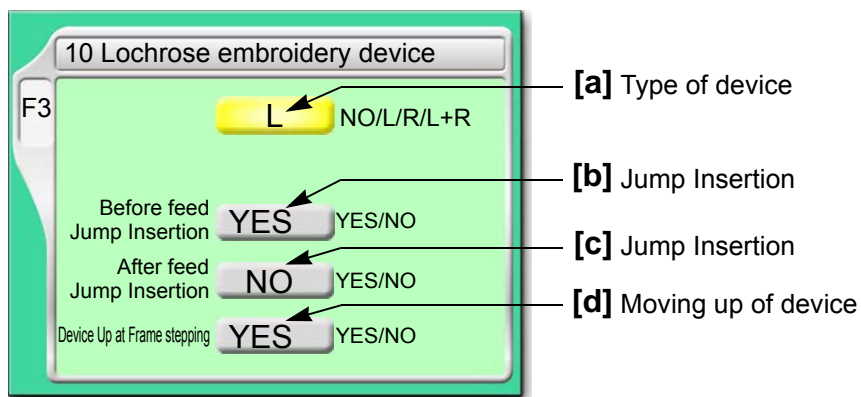 10 Lochrose embroidery device
F3
L NO/L/R/L+R
[a] Type of device
Before feed
Jump Insertion YES YES/NO
[b] Jump Insertion
After feed
Jump Insertion NO YES/NO
[c] Jump Insertion
Device Up at Frame stepping YES YES/NO
[d] Moving up of device